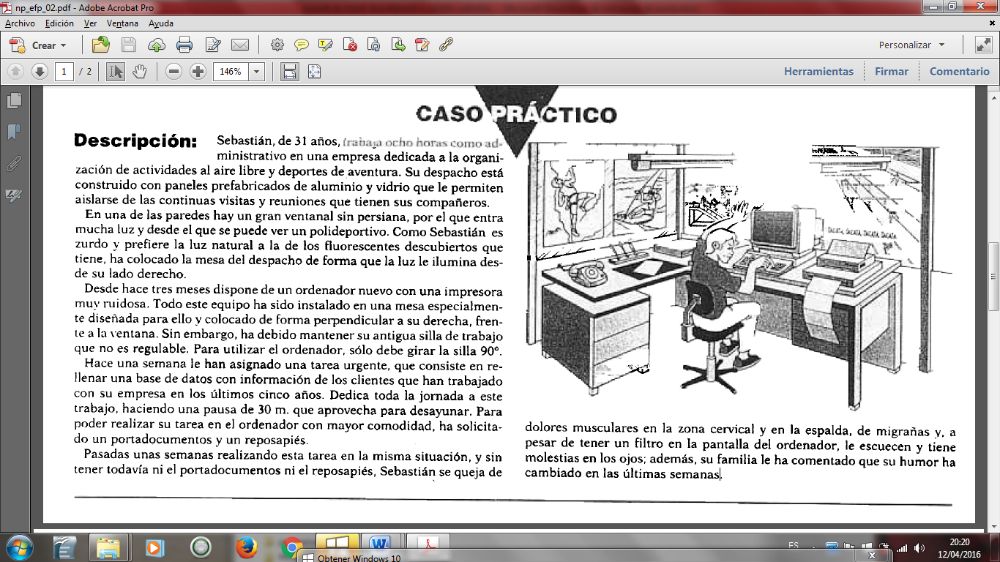 np_efp_02.pdf - Adobe Acrobat Pro
Archivo Edición Ver Ventana Ayuda
Crear
Personalizar
1 / 2
146%
Herramientas Firmar Comentario
CASO PRÁCTICO
Descripción: Sebastián, de 31 años, trabaja ocho horas como ad-
ministrativo en una empresa dedicada a la organi-
zación de actividades al aire libre y deportes de aventura. Su despacho está
construido con paneles prefabricados de aluminio y vidrio que le permiten
aislarse de las continuas visitas y reuniones que tienen sus compañeros.
En una de las paredes hay un gran ventanal sin persiana, por el que entra
mucha luz y desde el que se puede ver un polideportivo. Como Sebastián es
zurdo y prefiere la luz natural a la de los fluorescentes descubiertos que
tiene, ha colocado la mesa del despacho de forma que la luz le ilumina des-
de su lado derecho.
Desde hace tres meses dispone de un ordenador nuevo con una impresora
muy ruidosa. Todo este equipo ha sido instalado en una mesa especialmen-
te diseñada para ello y colocado de forma perpendicular a su derecha, fren-
te a la ventana. Sin embargo, ha debido mantener su antigua silla de trabajo
que no es regulable. Para utilizar el ordenador, sólo debe girar la silla 90°.
Hace una semana le han asignado una tarea urgente, que consiste en re-
llenar una base de datos con información de los clientes que han trabajado
con su empresa en los últimos cinco años. Dedica toda la jornada a este
trabajo, haciendo una pausa de 30 m. que aprovecha para desayunar. Para
poder realizar su tarea en el ordenador con mayor comodidad, ha solicita-
do un portadocumentos y un reposapiés.
Pasadas unas semanas realizando esta tarea en la misma situación, y sin
tener todavía ni el portadocumentos ni el reposapiés, Sebastián se queja de
TACATA, TACATA, TACATA, TACATA
dolores musculares en la zona cervical y en la espalda, de migrañas y, a
pesar de tener un filtro en la pantalla del ordenador, le escuecen y tiene
molestias en los ojos; además, su familia le ha comentado que su humor ha
cambiado en las últimas semanas.
ES
20:20
12/04/2016
Obtener Windows 10